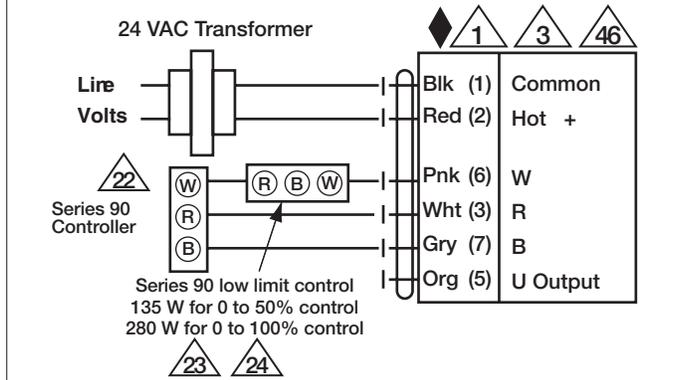 24 VAC Transformer
1 3 46
Line
Volts
Blk (1) Common
Red (2) Hot +
22
Series 90
Controller
W
R
B
R B W
Pnk (6) W
Wht (3) R
Gry (7) B
Org (5) U Output
Series 90 low limit control
135 W for 0 to 50% control
280 W for 0 to 100% control
23 24